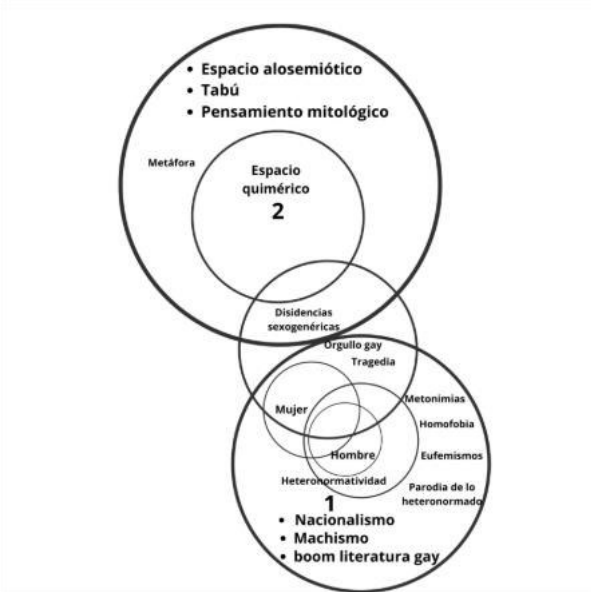 • Espacio alosemiótico
• Tabú
• Pensamiento mitológico
Metáfora
Espacio
quimérico
2
Disidencias
sexogenéricas
Orgullo gay
Tragedia
Metonimias
Mujer
Homofobia
Hombre
Eufemismos
Heteronormatividad
Parodia de lo
heteronormado
1
• Nacionalismo
• Machismo
• boom literatura gay